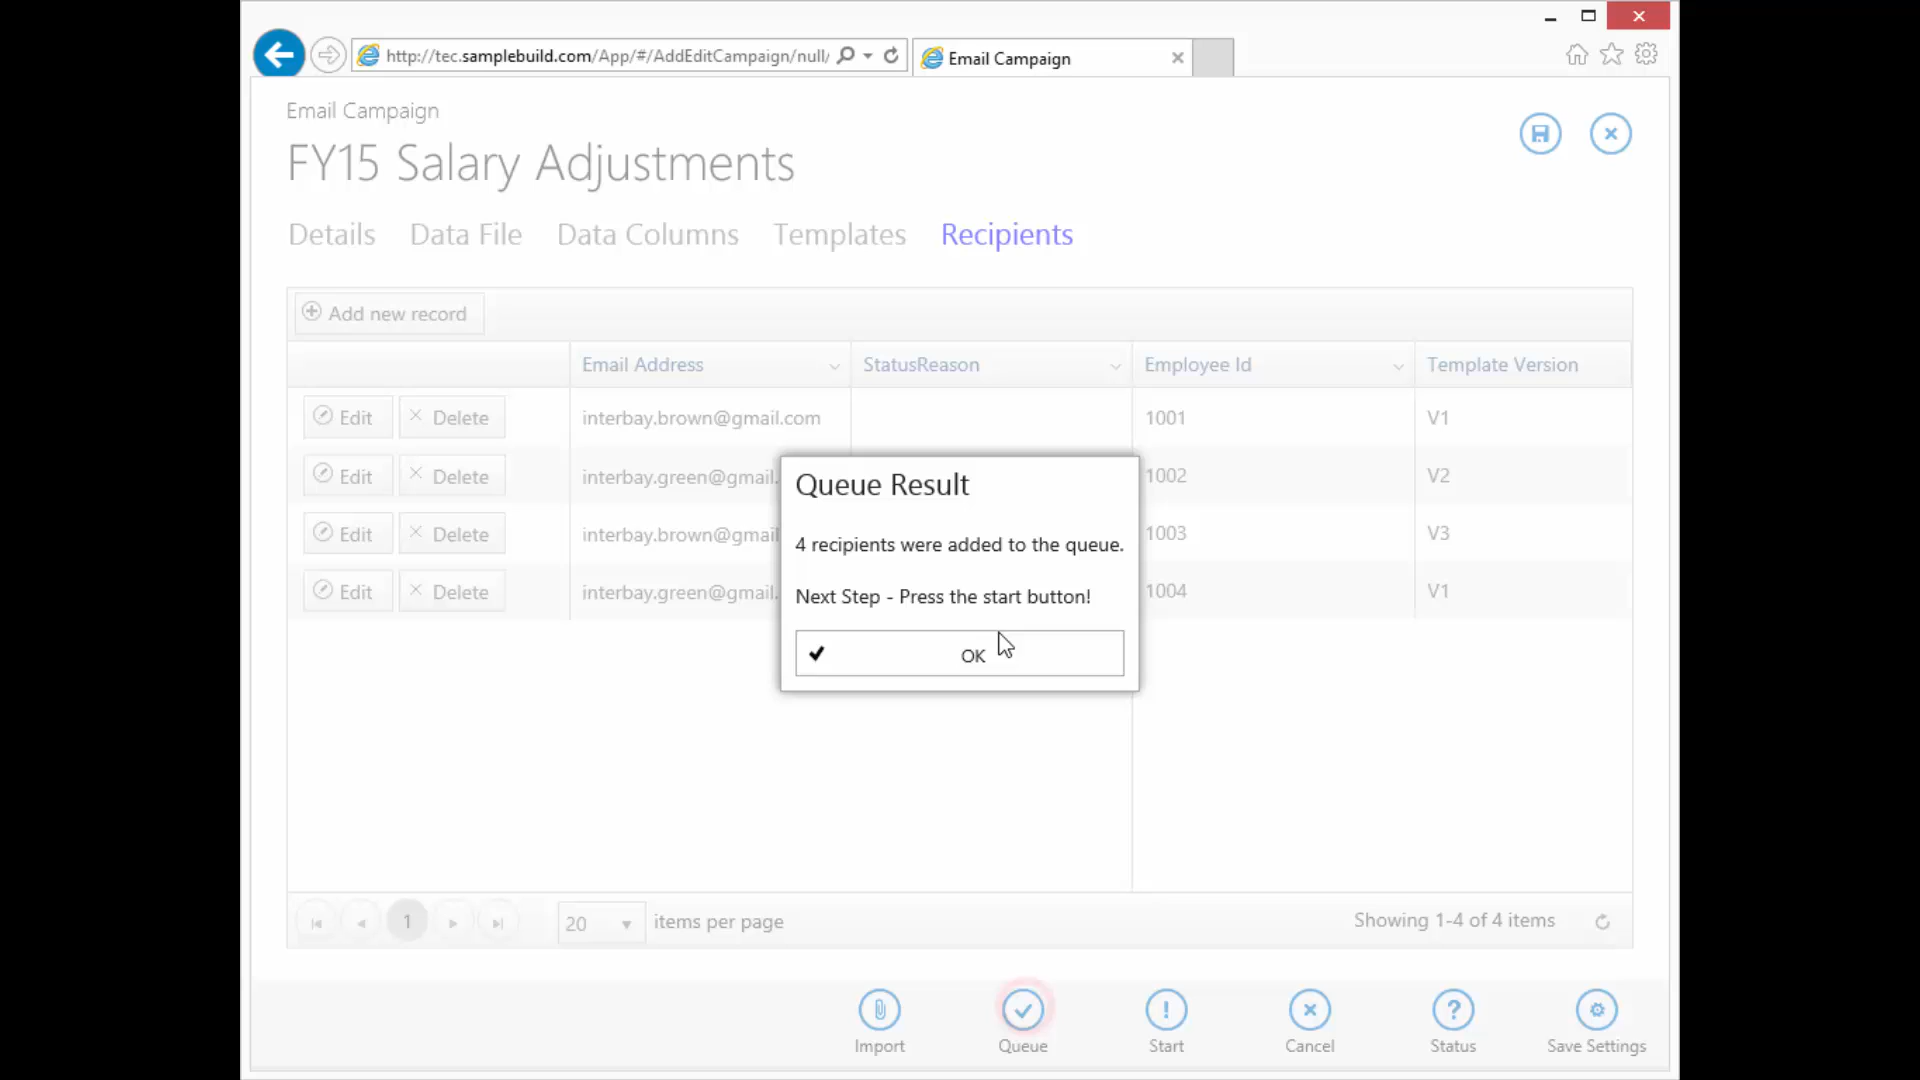 http://tec.samplebuild.com/App/#/AddEditCampaign/null/
Email Campaign
Email Campaign
FY15 Salary Adjustments
Details Data File Data Columns Templates Recipients
Add new record
Email Address StatusReason Employee Id Template Version
Edit Delete interbay.brown@gmail.com 1001 V1
Edit Delete interbay.green@gmail. 1002 V2
Edit Delete interbay.brown@gmail 1003 V3
Edit Delete interbay.green@gmail. 1004 V1
Queue Result
4 recipients were added to the queue.
Next Step - Press the start button!
OK
1 20 items per page Showing 1-4 of 4 items
Import Queue Start Cancel Status Save Settings